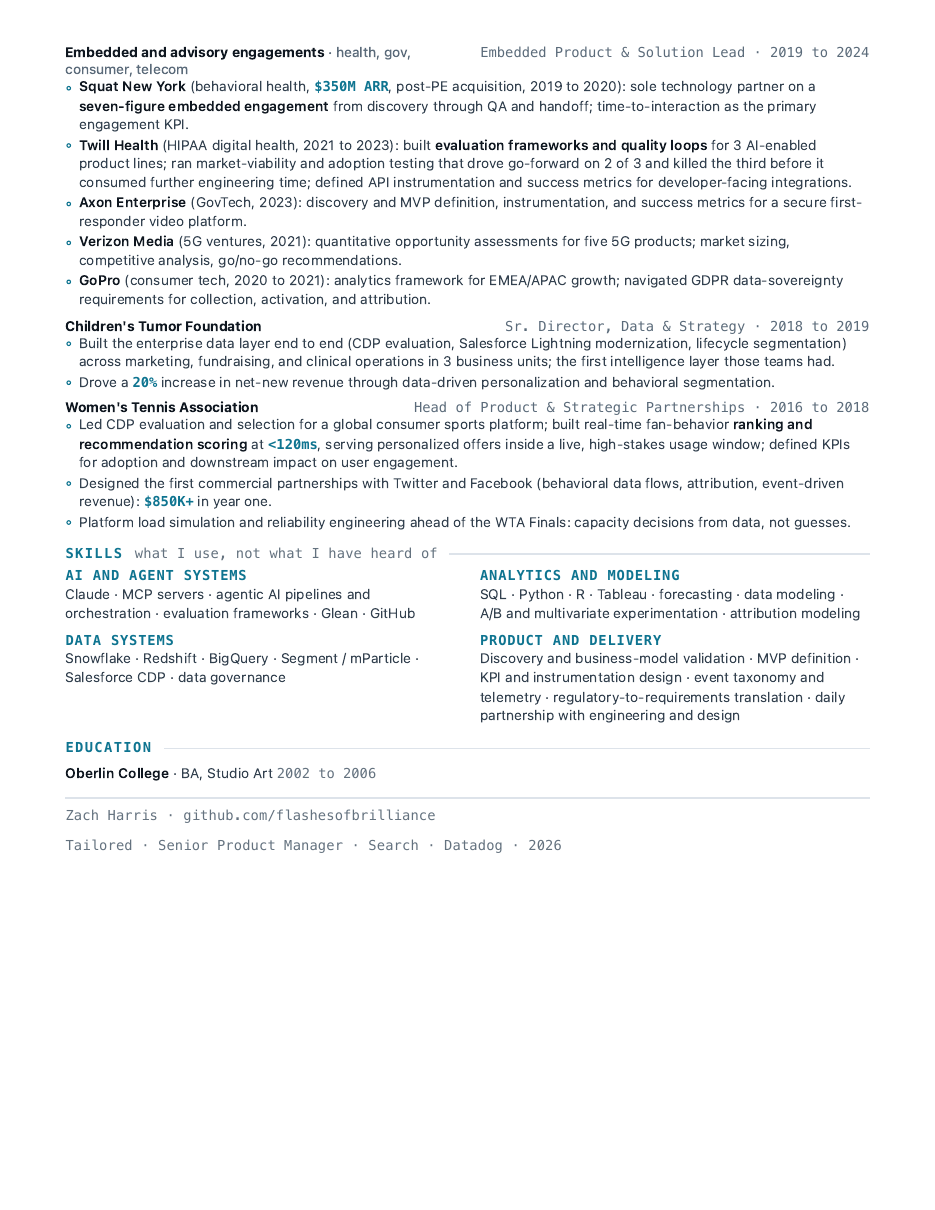 Embedded and advisory engagements · health, gov, consumer, telecom
Embedded Product & Solution Lead · 2019 to 2024
Squat New York (behavioral health, $350M ARR, post-PE acquisition, 2019 to 2020): sole technology partner on a
seven-figure embedded engagement from discovery through QA and handoff; time-to-interaction as the primary
engagement KPI.
Twill Health (HIPAA digital health, 2021 to 2023): built evaluation frameworks and quality loops for 3 AI-enabled
product lines; ran market-viability and adoption testing that drove go-forward on 2 of 3 and killed the third before it
consumed further engineering time; defined API instrumentation and success metrics for developer-facing integrations.
Axon Enterprise (GovTech, 2023): discovery and MVP definition, instrumentation, and success metrics for a secure first-
responder video platform.
Verizon Media (5G ventures, 2021): quantitative opportunity assessments for five 5G products; market sizing,
competitive analysis, go/no-go recommendations.
GoPro (consumer tech, 2020 to 2021): analytics framework for EMEA/APAC growth; navigated GDPR data-sovereignty
requirements for collection, activation, and attribution.
Children's Tumor Foundation
Sr. Director, Data & Strategy · 2018 to 2019
Built the enterprise data layer end to end (CDP evaluation, Salesforce Lightning modernization, lifecycle segmentation)
across marketing, fundraising, and clinical operations in 3 business units; the first intelligence layer those teams had.
Drove a 20% increase in net-new revenue through data-driven personalization and behavioral segmentation.
Women's Tennis Association
Head of Product & Strategic Partnerships · 2016 to 2018
Led CDP evaluation and selection for a global consumer sports platform; built real-time fan-behavior ranking and
recommendation scoring at <120ms, serving personalized offers inside a live, high-stakes usage window; defined KPIs
for adoption and downstream impact on user engagement.
Designed the first commercial partnerships with Twitter and Facebook (behavioral data flows, attribution, event-driven
revenue): $850K+ in year one.
Platform load simulation and reliability engineering ahead of the WTA Finals: capacity decisions from data, not guesses.
SKILLS what I use, not what I have heard of
AI AND AGENT SYSTEMS
Claude · MCP servers · agentic AI pipelines and
orchestration · evaluation frameworks · Glean · GitHub
ANALYTICS AND MODELING
SQL · Python · R · Tableau · forecasting · data modeling ·
A/B and multivariate experimentation · attribution modeling
DATA SYSTEMS
Snowflake · Redshift · BigQuery · Segment / mParticle ·
Salesforce CDP · data governance
PRODUCT AND DELIVERY
Discovery and business-model validation · MVP definition ·
KPI and instrumentation design · event taxonomy and
telemetry · regulatory-to-requirements translation · daily
partnership with engineering and design
EDUCATION
Oberlin College · BA, Studio Art 2002 to 2006
Zach Harris · github.com/flashesofbrilliance
Tailored · Senior Product Manager · Search · Datadog · 2026